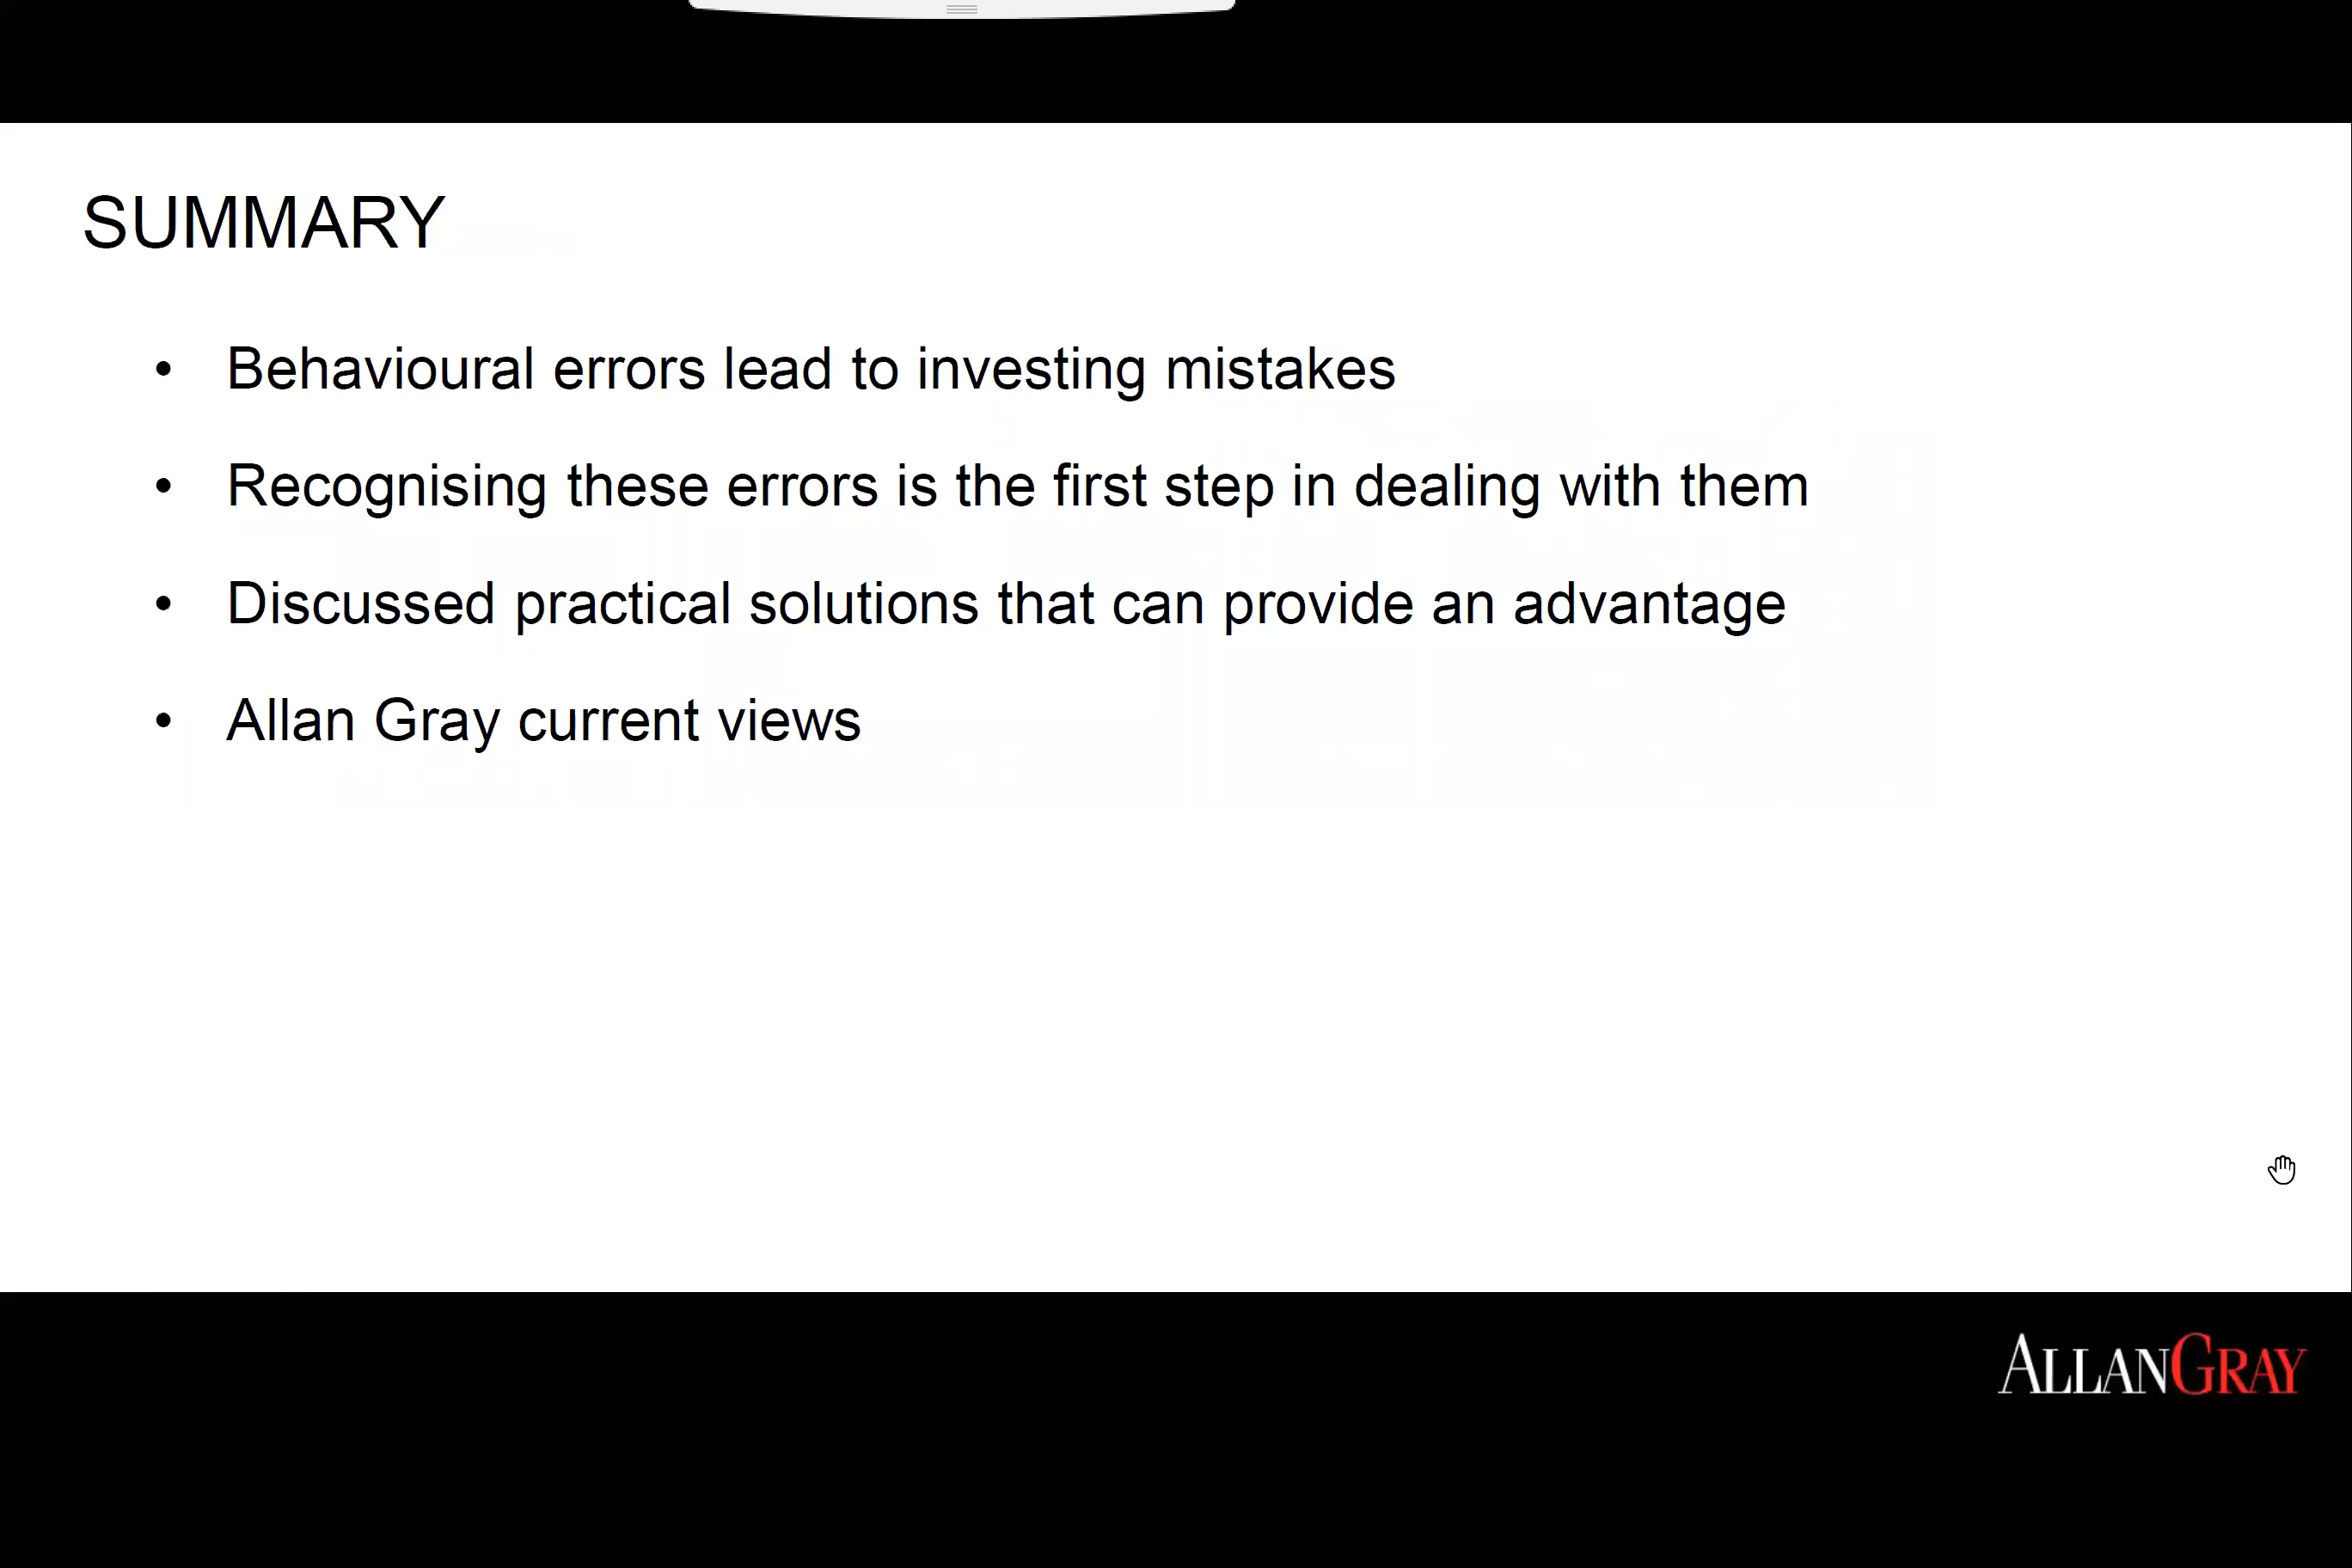 SUMMARY
• Behavioural errors lead to investing mistakes
• Recognising these errors is the first step in dealing with them
• Discussed practical solutions that can provide an advantage
• Allan Gray current views
ALLANGRAY